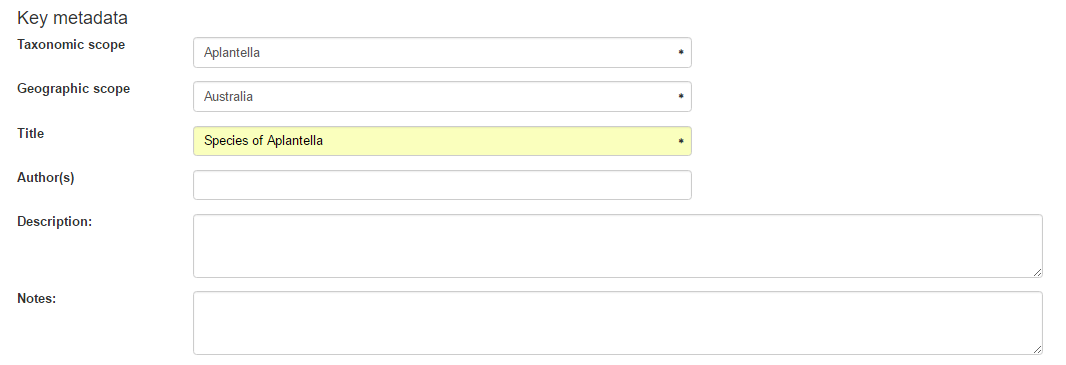 Key metadata
Taxonomic scope
Aplantella *
Geographic scope
Australia *
Title
Species of Aplantella *
Author(s)
Description:
Notes: